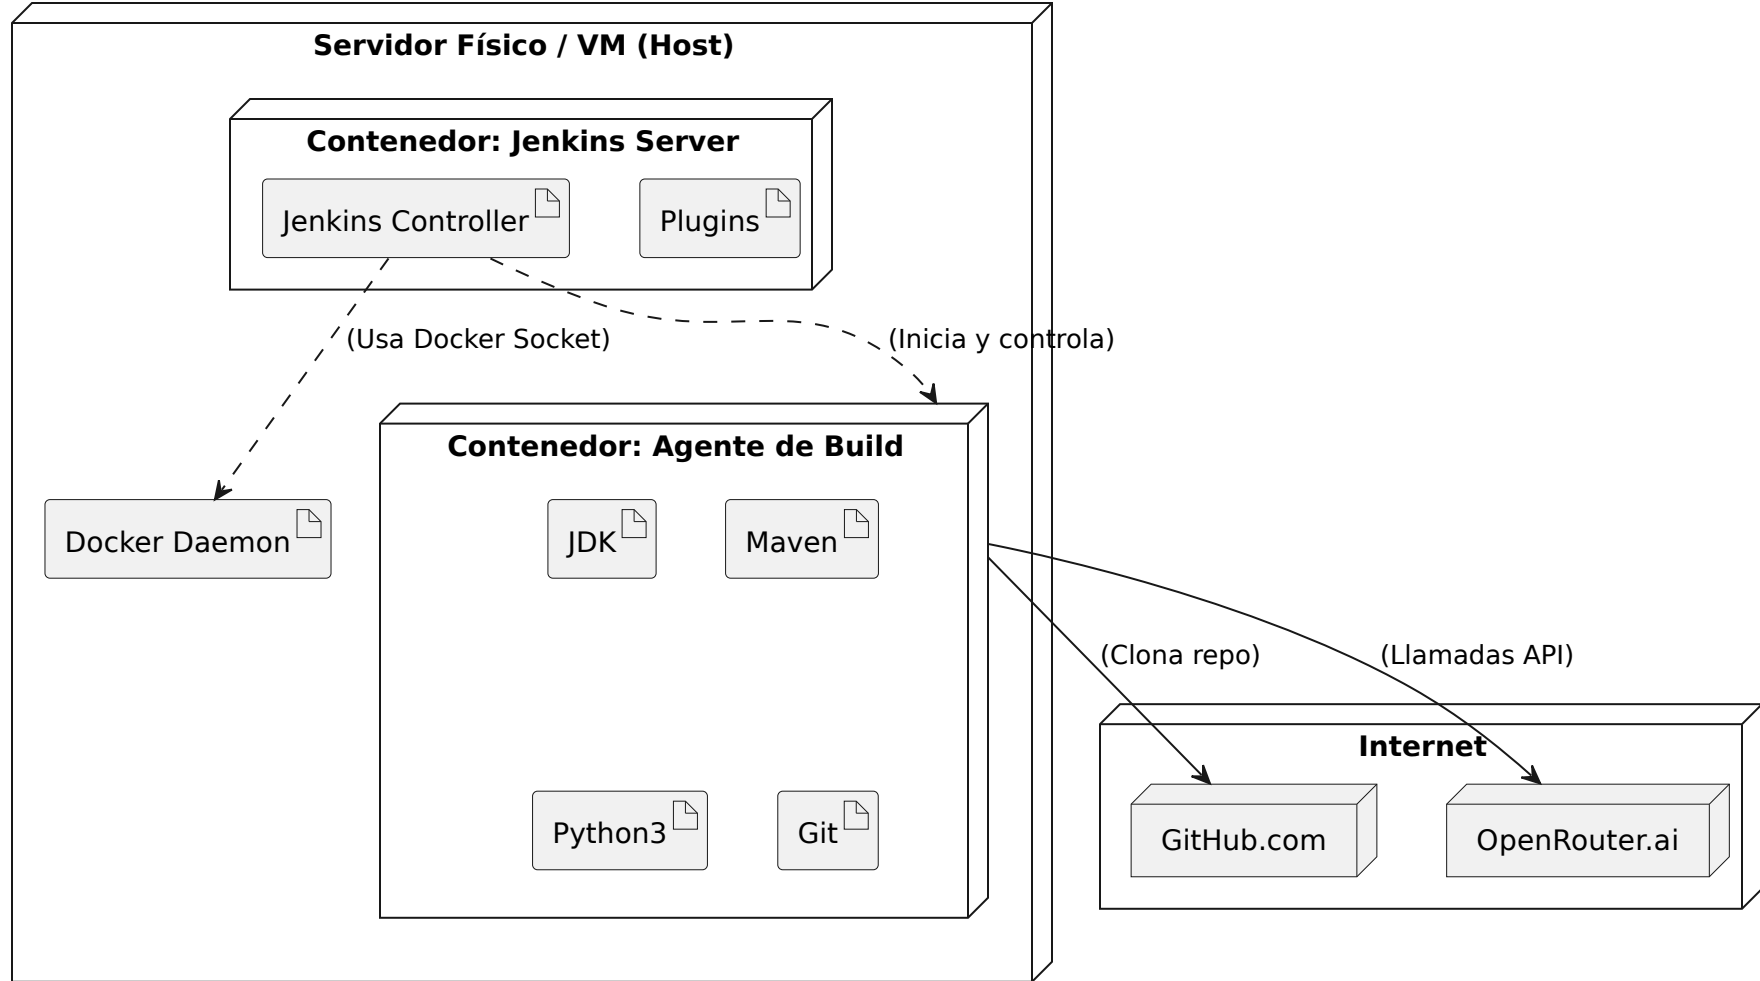 Servidor Físico / VM (Host)
Contenedor: Jenkins Server
Jenkins Controller
Plugins
(Usa Docker Socket)
(Inicia y controla)
Contenedor: Agente de Build
Docker Daemon
JDK
Maven
(Clona repo)
(Llamadas API)
Internet
Python3
Git
GitHub.com
OpenRouter.ai